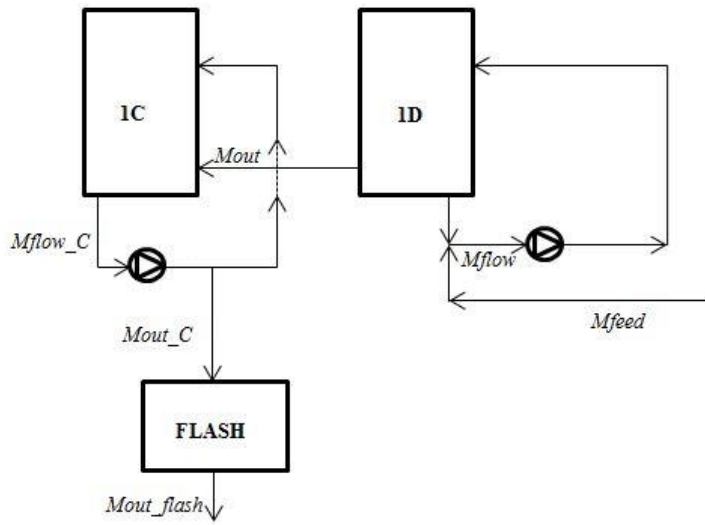 1C
1D
Mout
Mflow_C
Mflow
Mfeed
Mout_C
FLASH
Mout_flash